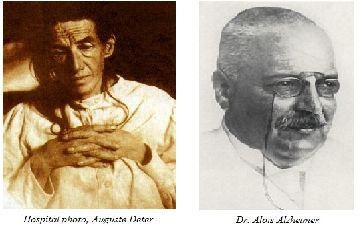 Hospital photo, Auguste Deter
Dr. Alois Alzheimer